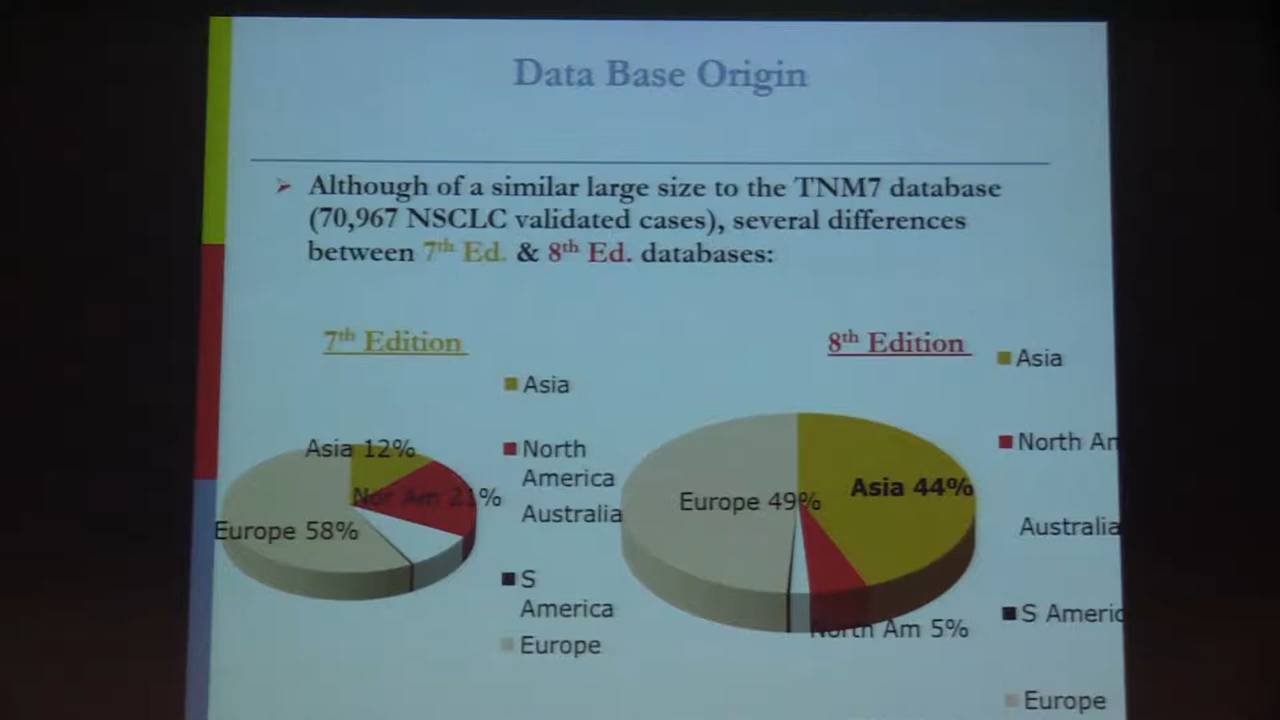 Data Base Origin
Although of a similar large size to the TNM7 database
(70,967 NSCLC validated cases), several differences
between 7th Ed. & 8th Ed. databases:
7th Edition
Asia
North
America
Australia
S
America
Europe
Asia 12%
Nor Am 21%
Europe 58%
8th Edition
Asia
North Am
Australia
S Americ
Europe
Europe 49%
Asia 44%
North Am 5%